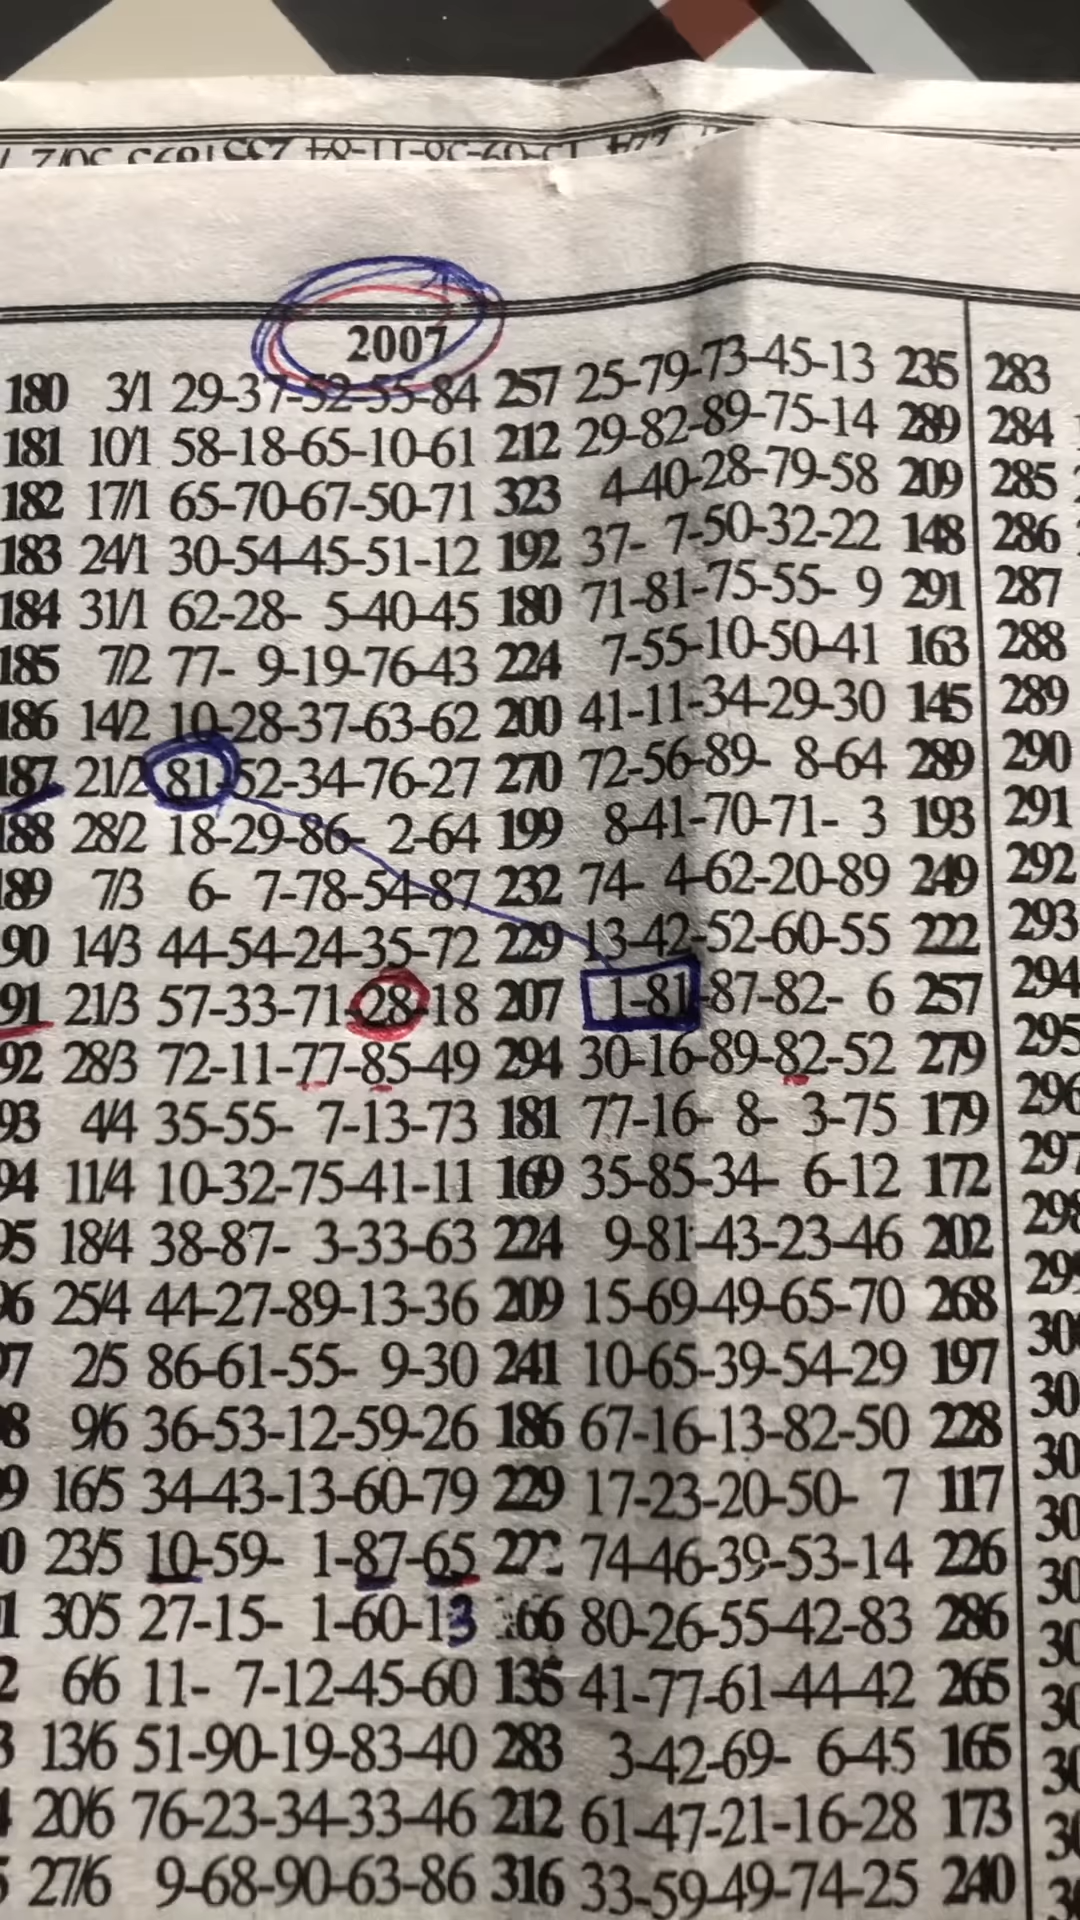 2007
180 3/1 29-37-52-55-84 257 25-79-73-45-13 235 283
181 10/1 58-18-65-10-61 212 29-82-89-75-14 289 284
182 17/1 65-70-67-50-71 323 4-40-28-79-58 209 285
183 24/1 30-54-45-51-12 192 37- 7-50-32-22 148 286
184 31/1 62-28- 5-40-45 180 71-81-75-55- 9 291 287
185 7/2 77- 9-19-76-43 224 7-55-10-50-41 163 288
186 14/2 10-28-37-63-62 200 41-11-34-29-30 145 289
187 21/2 81-52-34-76-27 270 72-56-89- 8-64 289 290
188 28/2 18-29-86- 2-64 199 8-41-70-71- 3 193 291
189 7/3 6- 7-78-54-87 232 74- 4-62-20-89 249 292
90 14/3 44-54-24-35-72 229 13-42-52-60-55 222 293
91 21/3 57-33-71-28-18 207 1-81-87-82- 6 257 294
92 28/3 72-11-77-85-49 294 30-16-89-82-52 279 295
93 4/4 35-55- 7-13-73 181 77-16- 8- 3-75 179 296
94 11/4 10-32-75-41-11 169 35-85-34- 6-12 172 297
95 18/4 38-87- 3-33-63 224 9-81-43-23-46 202 298
96 25/4 44-27-89-13-36 209 15-69-49-65-70 268 299
97 2/5 86-61-55- 9-30 241 10-65-39-54-29 197 30
8 9/6 36-53-12-59-26 186 67-16-13-82-50 228 30
9 16/5 34-43-13-60-79 229 17-23-20-50- 7 117 30
0 23/5 10-59- 1-87-65 74-46-39-53-14 226 30
1 30/5 27-15- 1-60-13 66 80-26-55-42-83 286 30
2 6/6 11- 7-12-45-60 135 41-77-61-44-42 265 30
3 13/6 51-90-19-83-40 283 3-42-69- 6-45 165 30
4 20/6 76-23-34-33-46 212 61-47-21-16-28 173 30
5 27/6 9-68-90-63-86 316 33-59-49-74-25 240 30